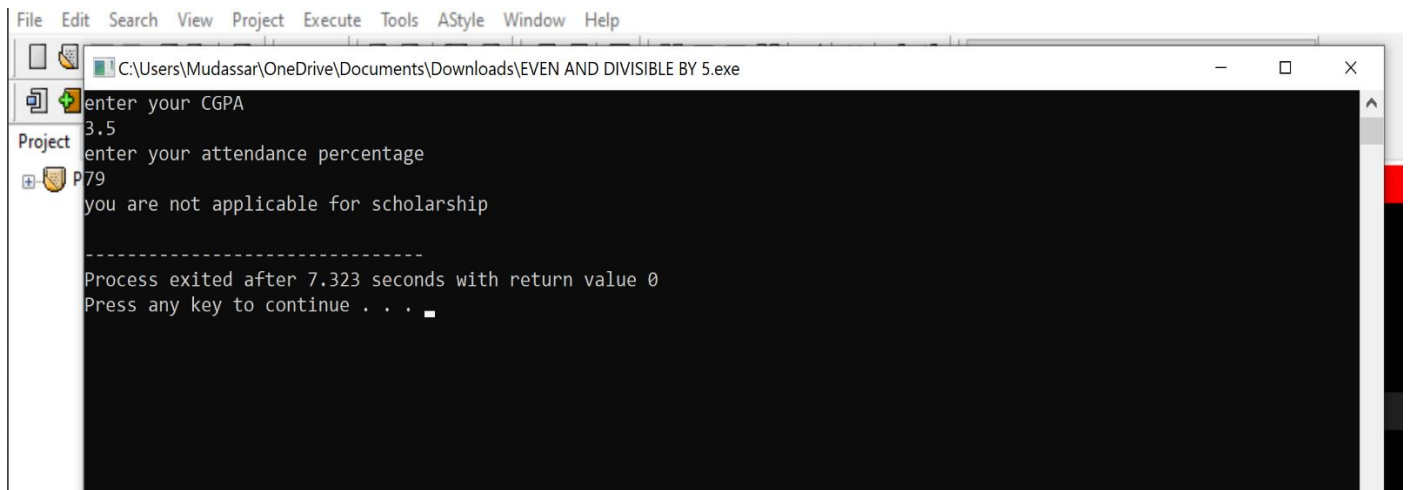 File Edit Search View Project Execute Tools AStyle Window Help
C:\Users\Mudassar\OneDrive\Documents\Downloads\EVEN AND DIVISIBLE BY 5.exe
enter your CGPA
3.5
Project
enter your attendance percentage
P
79
you are not applicable for scholarship
--------------------------------
Process exited after 7.323 seconds with return value 0
Press any key to continue . . .